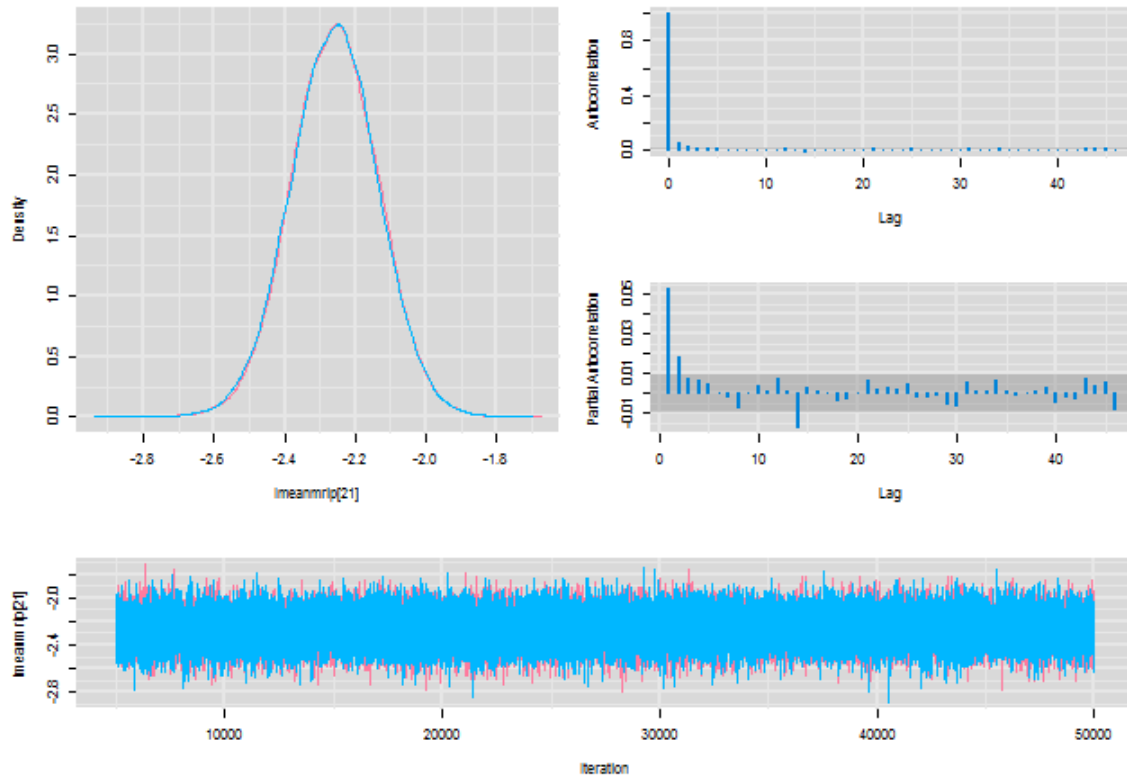 Density
0.0 0.5 1.0 1.5 2.0 2.5 3.0
-2.8 -2.6 -2.4 -2.2 -2.0 -1.8
lmeanmrip[21]
Autocorrelation
0.0 0.4 0.8
0 10 20 30 40
Lag
Partial Autocorrelation
-0.01 0.01 0.03 0.05
0 10 20 30 40
Lag
lmeanmrip[21]
-2.8 -2.4 -2.0
10000 20000 30000 40000 50000
Iteration